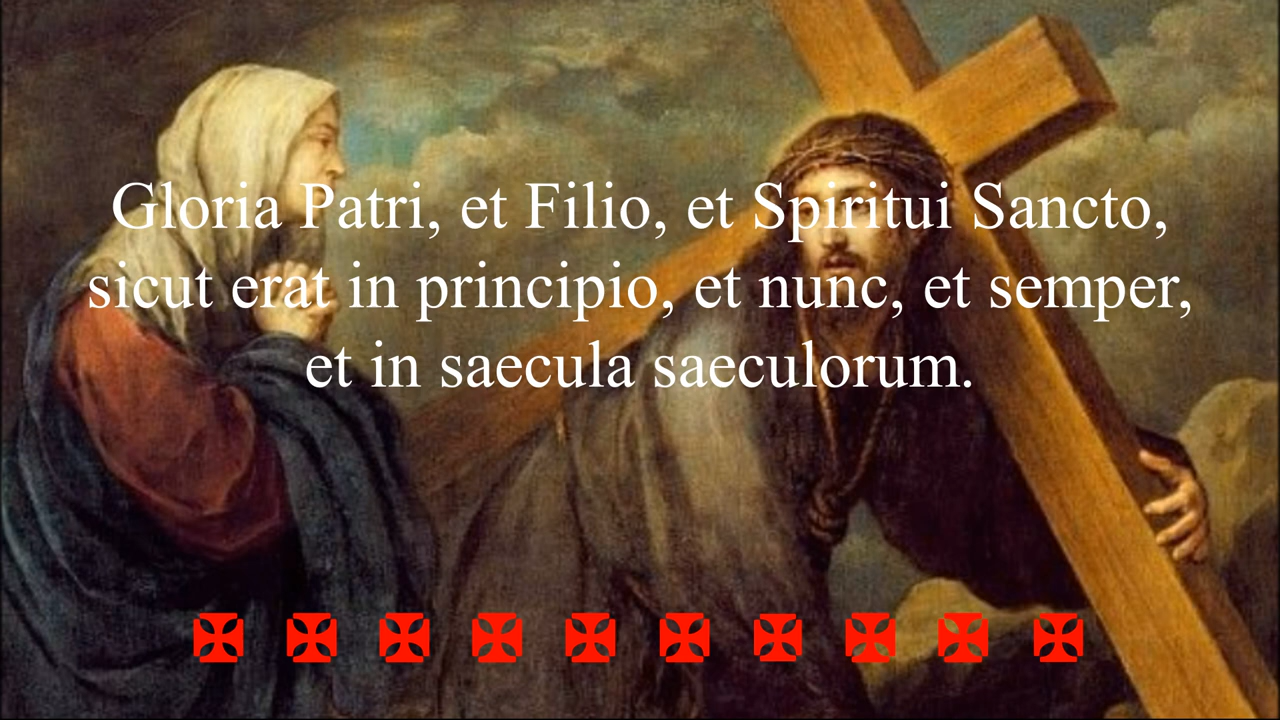 Gloria Patri, et Filio, et Spiritui Sancto,
sicut erat in principio, et nunc, et semper,
et in saecula saeculorum.